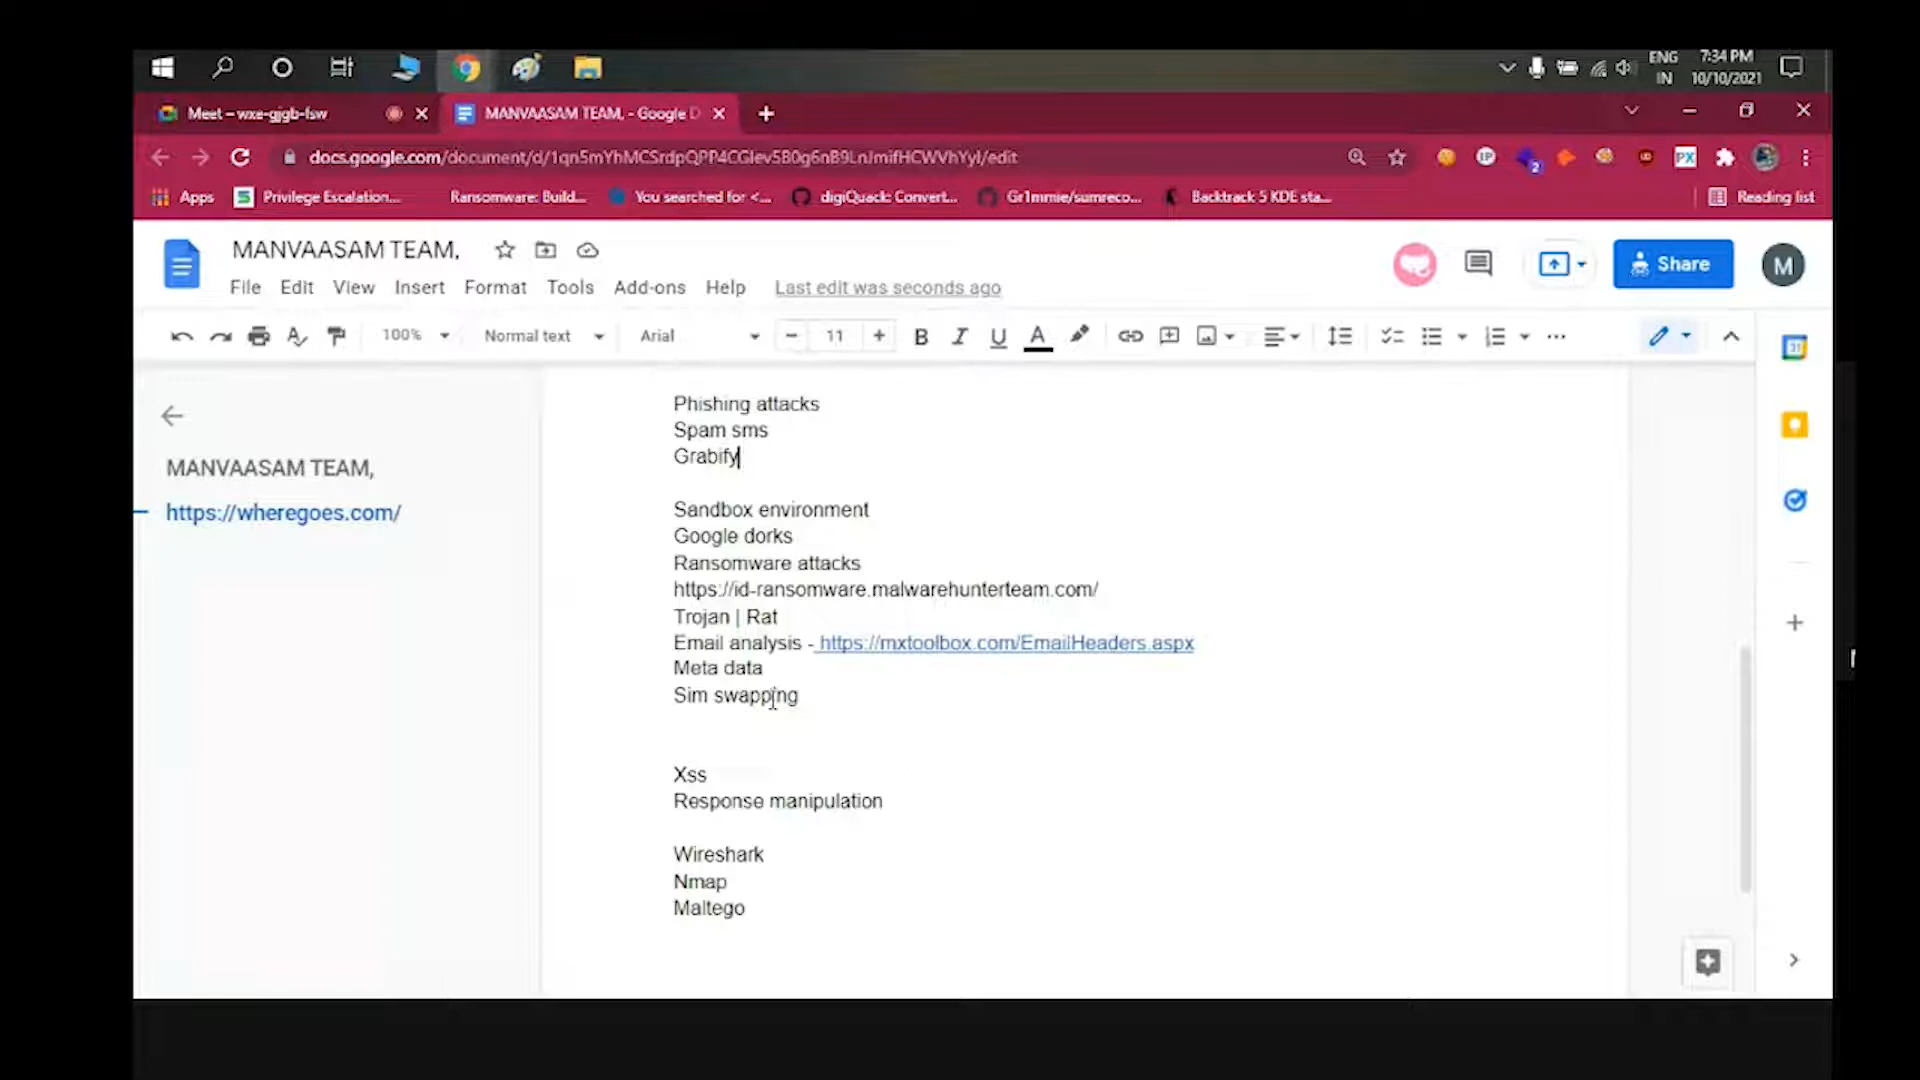 ENG
7:34 PM
IN
10/10/2021
Meet – wxe-gjgb-fsw
MANVAASAM TEAM, - Google D
docs.google.com/document/d/1qn5mYhMCSrdpQPP4CGlev5B0g6nB9LnJmifHCWVhYyI/edit
Apps
Privilege Escalation...
Ransomware: Build...
You searched for <...
digiQuack: Convert...
Gr1mmie/sumreco...
Backtrack 5 KDE sta...
Reading list
MANVAASAM TEAM,
Share
M
File Edit View Insert Format Tools Add-ons Help Last edit was seconds ago
100% Normal text Arial 11 B I U A
Phishing attacks
Spam sms
Grabify
MANVAASAM TEAM,
https://wheregoes.com/
Sandbox environment
Google dorks
Ransomware attacks
https://id-ransomware.malwarehunterteam.com/
Trojan | Rat
Email analysis - https://mxtoolbox.com/EmailHeaders.aspx
Meta data
Sim swapping
Xss
Response manipulation
Wireshark
Nmap
Maltego